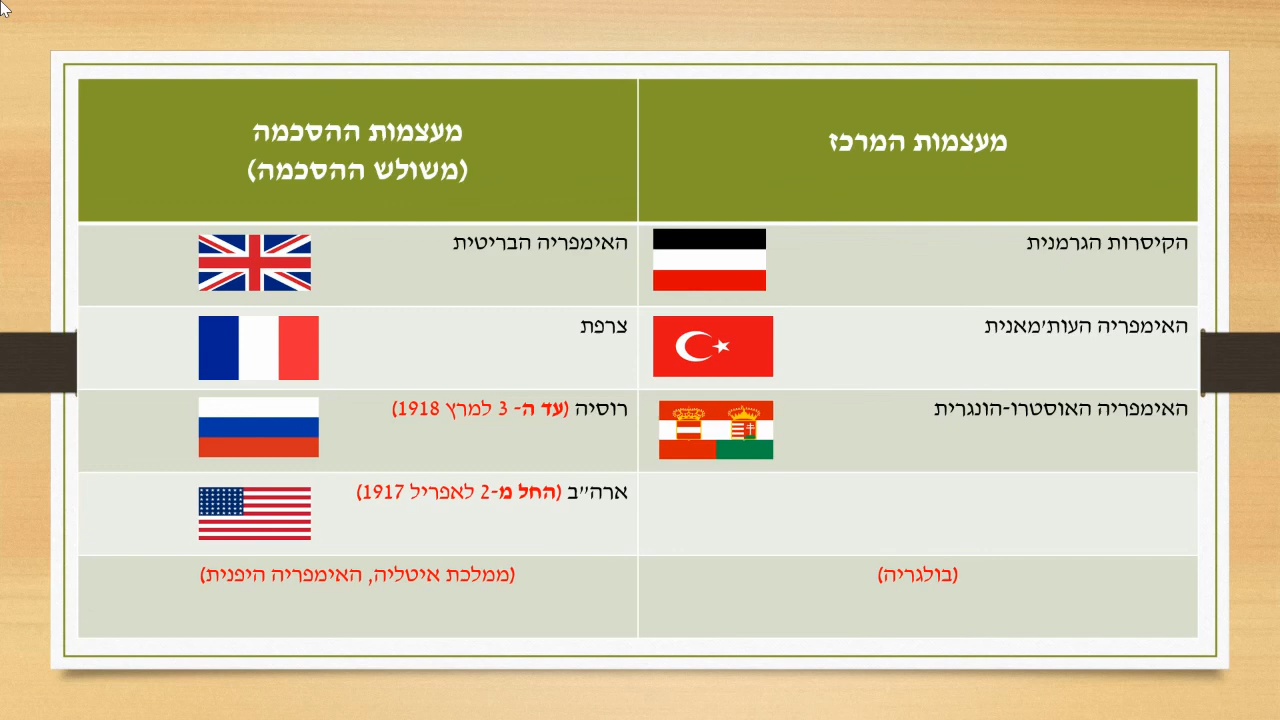 מעצמות המרכז
מעצמות ההסכמה
(משולש ההסכמה)
הקיסרות הגרמנית
האימפריה הבריטית
האימפריה העות'מאנית
צרפת
האימפריה האוסטרו-הונגרית
רוסיה (עד ה- 3 למרץ 1918)
ארה"ב (החל מ-2 לאפריל 1917)
(בולגריה)
(ממלכת איטליה, האימפריה היפנית)